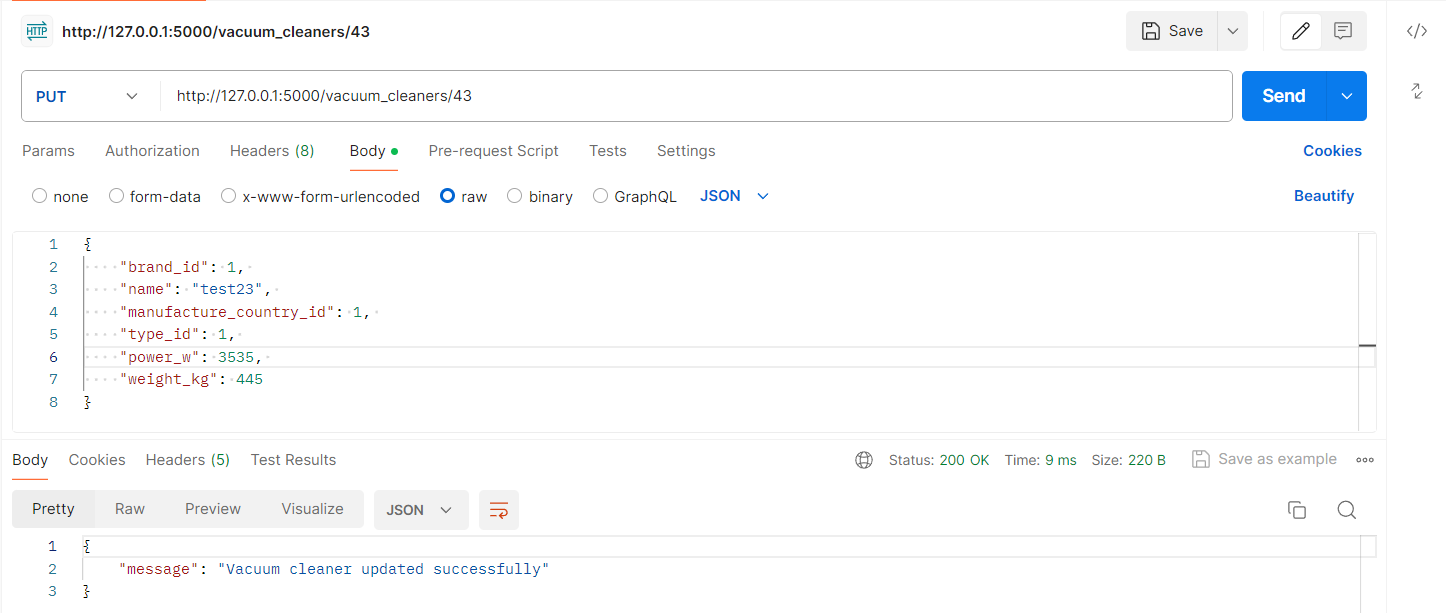 HTTP http://127.0.0.1:5000/vacuum_cleaners/43 Save
PUT http://127.0.0.1:5000/vacuum_cleaners/43 Send
Params Authorization Headers (8) Body Pre-request Script Tests Settings Cookies
none form-data x-www-form-urlencoded raw binary GraphQL JSON Beautify
1 {
2 "brand_id": 1,
3 "name": "test23",
4 "manufacture_country_id": 1,
5 "type_id": 1,
6 "power_w": 3535,
7 "weight_kg": 445
8 }
Body Cookies Headers (5) Test Results Status: 200 OK Time: 9 ms Size: 220 B Save as example
Pretty Raw Preview Visualize JSON
1 {
2 "message": "Vacuum cleaner updated successfully"
3 }